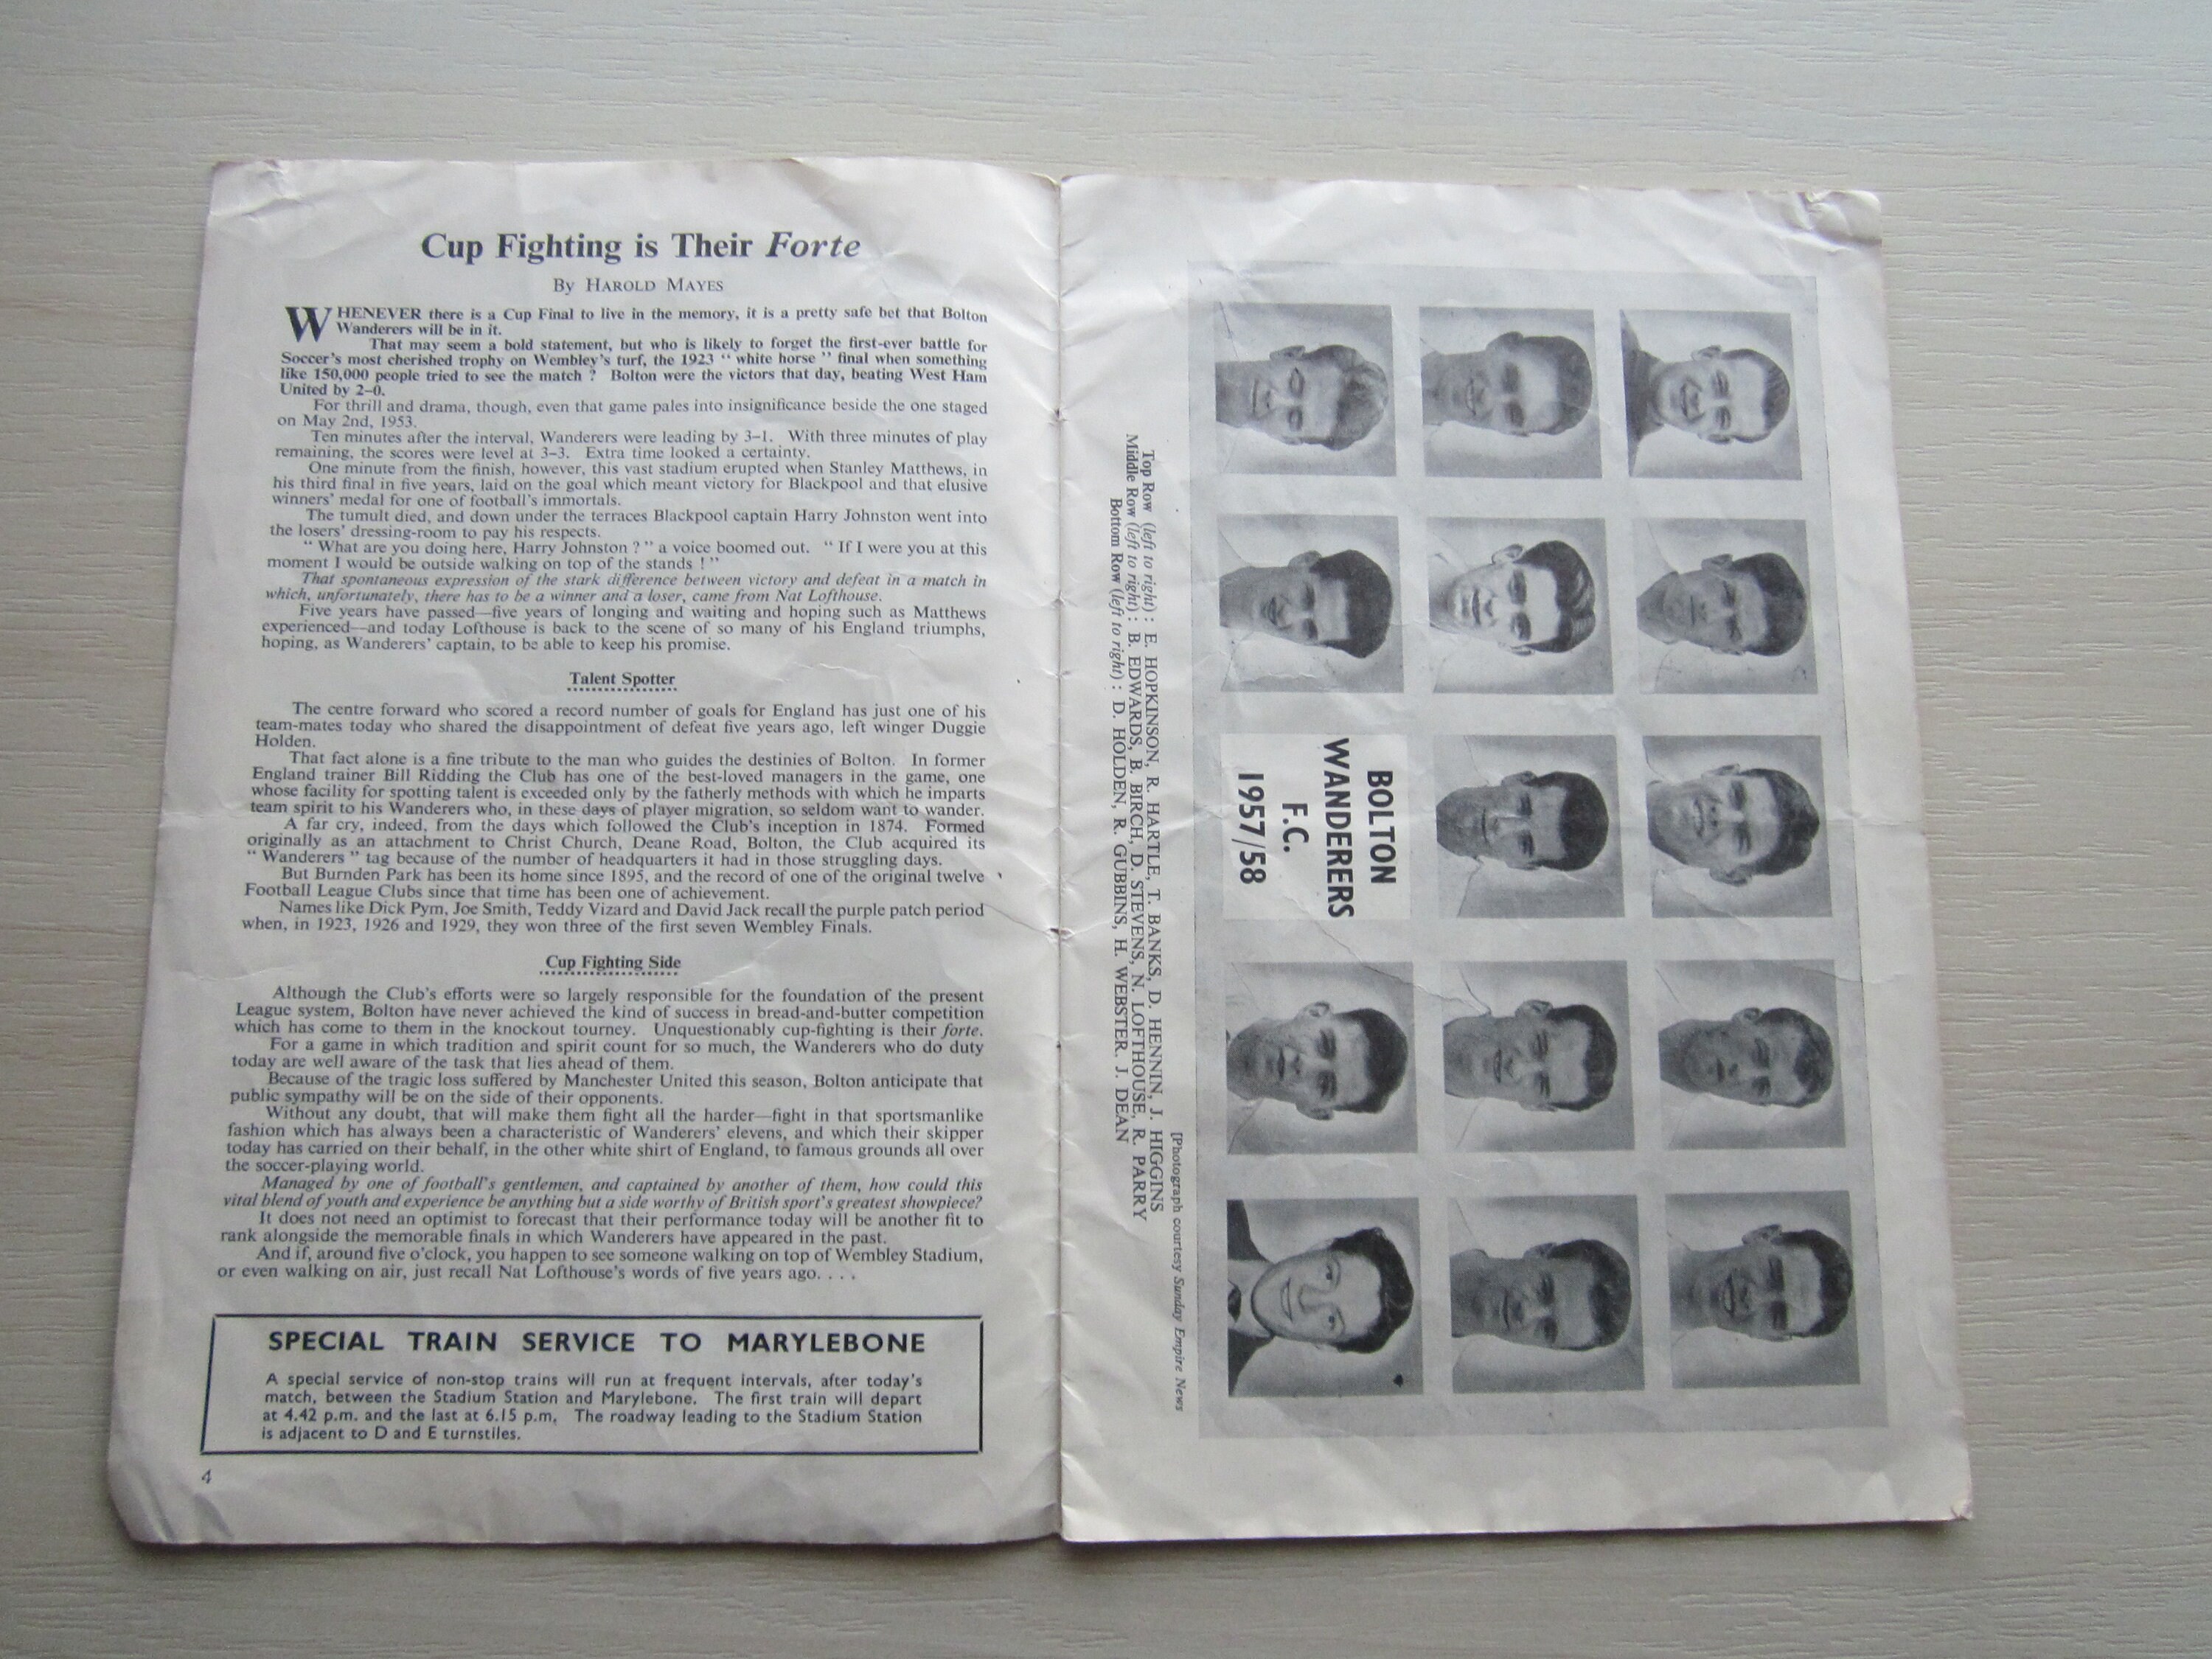 Cup Fighting is Their Forte
By HAROLD MAYES
WHENEVER there is a Cup Final to live in the memory, it is a pretty safe bet that Bolton
Wanderers will be in it.
That may seem a bold statement, but who is likely to forget the first-ever battle for
Soccer's most cherished trophy on Wembley's turf, the 1923 " white horse " final when something
like 150,000 people tried to see the match ? Bolton were the victors that day, beating West Ham
United by 2–0.
For thrill and drama, though, even that game pales into insignificance beside the one staged
on May 2nd, 1953.
Ten minutes after the interval, Wanderers were leading by 3–1. With three minutes of play
remaining, the scores were level at 3–3. Extra time looked a certainty.
One minute from the finish, however, this vast stadium erupted when Stanley Matthews, in
his third final in five years, laid on the goal which meant victory for Blackpool and that elusive
winners' medal for one of football's immortals.
The tumult died, and down under the terraces Blackpool captain Harry Johnston went into
the losers' dressing-room to pay his respects.
" What are you doing here, Harry Johnston ? " a voice boomed out. " If I were you at this
moment I would be outside walking on top of the stands ! "
That spontaneous expression of the stark difference between victory and defeat in a match in
which, unfortunately, there has to be a winner and a loser, came from Nat Lofthouse.
Five years have passed—five years of longing and waiting and hoping such as Matthews
experienced—and today Lofthouse is back to the scene of so many of his England triumphs,
hoping, as Wanderers' captain, to be able to keep his promise.
Talent Spotter
The centre forward who scored a record number of goals for England has just one of his
team-mates today who shared the disappointment of defeat five years ago, left winger Duggie
Holden.
That fact alone is a fine tribute to the man who guides the destinies of Bolton. In former
England trainer Bill Ridding the Club has one of the best-loved managers in the game, one
whose facility for spotting talent is exceeded only by the fatherly methods with which he imparts
team spirit to his Wanderers who, in these days of player migration, so seldom want to wander.
A far cry, indeed, from the days which followed the Club's inception in 1874. Formed
originally as an attachment to Christ Church, Deane Road, Bolton, the Club acquired its
" Wanderers " tag because of the number of headquarters it had in those struggling days.
But Burnden Park has been its home since 1895, and the record of one of the original twelve
Football League Clubs since that time has been one of achievement.
Names like Dick Pym, Joe Smith, Teddy Vizard and David Jack recall the purple patch period
when, in 1923, 1926 and 1929, they won three of the first seven Wembley Finals.
Cup Fighting Side
Although the Club's efforts were so largely responsible for the foundation of the present
League system, Bolton have never achieved the kind of success in bread-and-butter competition
which has come to them in the knockout tourney. Unquestionably cup-fighting is their forte.
For a game in which tradition and spirit count for so much, the Wanderers who do duty
today are well aware of the task that lies ahead of them.
Because of the tragic loss suffered by Manchester United this season, Bolton anticipate that
public sympathy will be on the side of their opponents.
Without any doubt, that will make them fight all the harder—fight in that sportsmanlike
fashion which has always been a characteristic of Wanderers' elevens, and which their skipper
today has carried on their behalf, in the other white shirt of England, to famous grounds all over
the soccer-playing world.
Managed by one of football's gentlemen, and captained by another of them, how could this
vital blend of youth and experience be anything but a side worthy of British sport's greatest showpiece?
It does not need an optimist to forecast that their performance today will be another fit to
rank alongside the memorable finals in which Wanderers have appeared in the past.
And if, around five o'clock, you happen to see someone walking on top of Wembley Stadium,
or even walking on air, just recall Nat Lofthouse's words of five years ago. . . .
SPECIAL TRAIN SERVICE TO MARYLEBONE
A special service of non-stop trains will run at frequent intervals, after today's
match, between the Stadium Station and Marylebone. The first train will depart
at 4.42 p.m. and the last at 6.15 p.m. The roadway leading to the Stadium Station
is adjacent to D and E turnstiles.
4
BOLTON
WANDERERS
F.C.
1957/58
[Photograph courtesy Sunday Empire News
Top Row (left to right) : E. HOPKINSON, R. HARTLE, T. BANKS, D. HENNIN, J. HIGGINS
Middle Row (left to right) : B. EDWARDS, B. BIRCH, D. STEVENS, N. LOFTHOUSE, R. PARRY
Bottom Row (left to right) : D. HOLDEN, R. GUBBINS, H. WEBSTER. J. DEAN